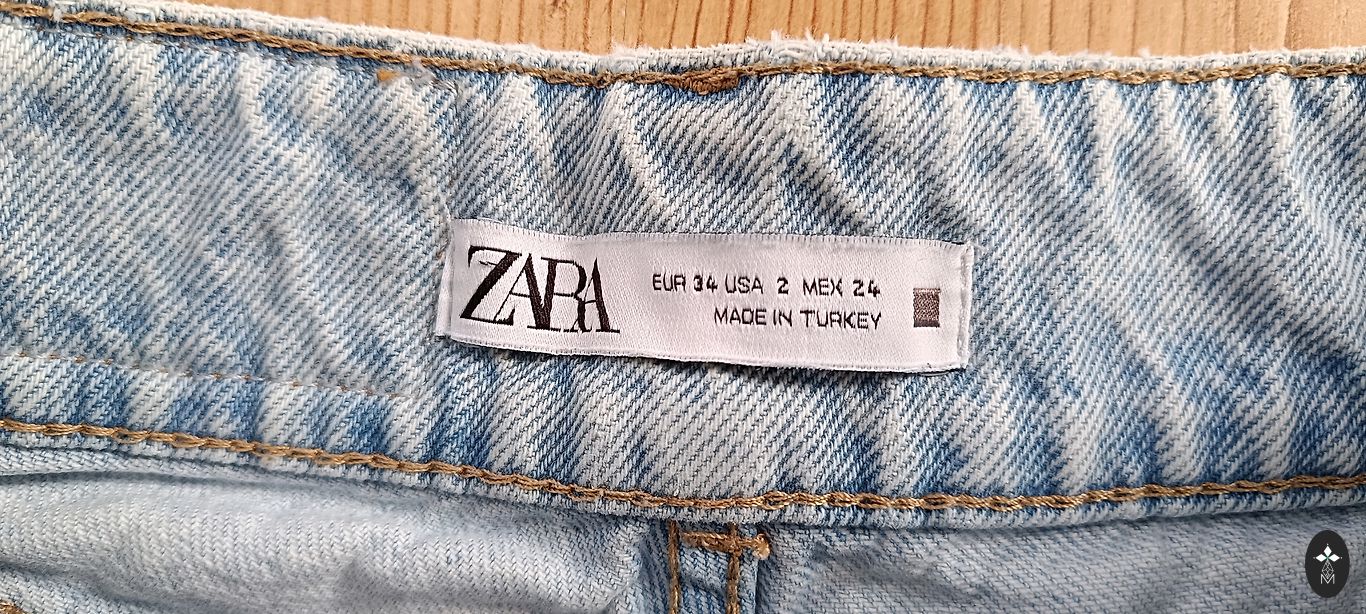 ZARA
EUR 34 USA 2 MEX 24
MADE IN TURKEY
M